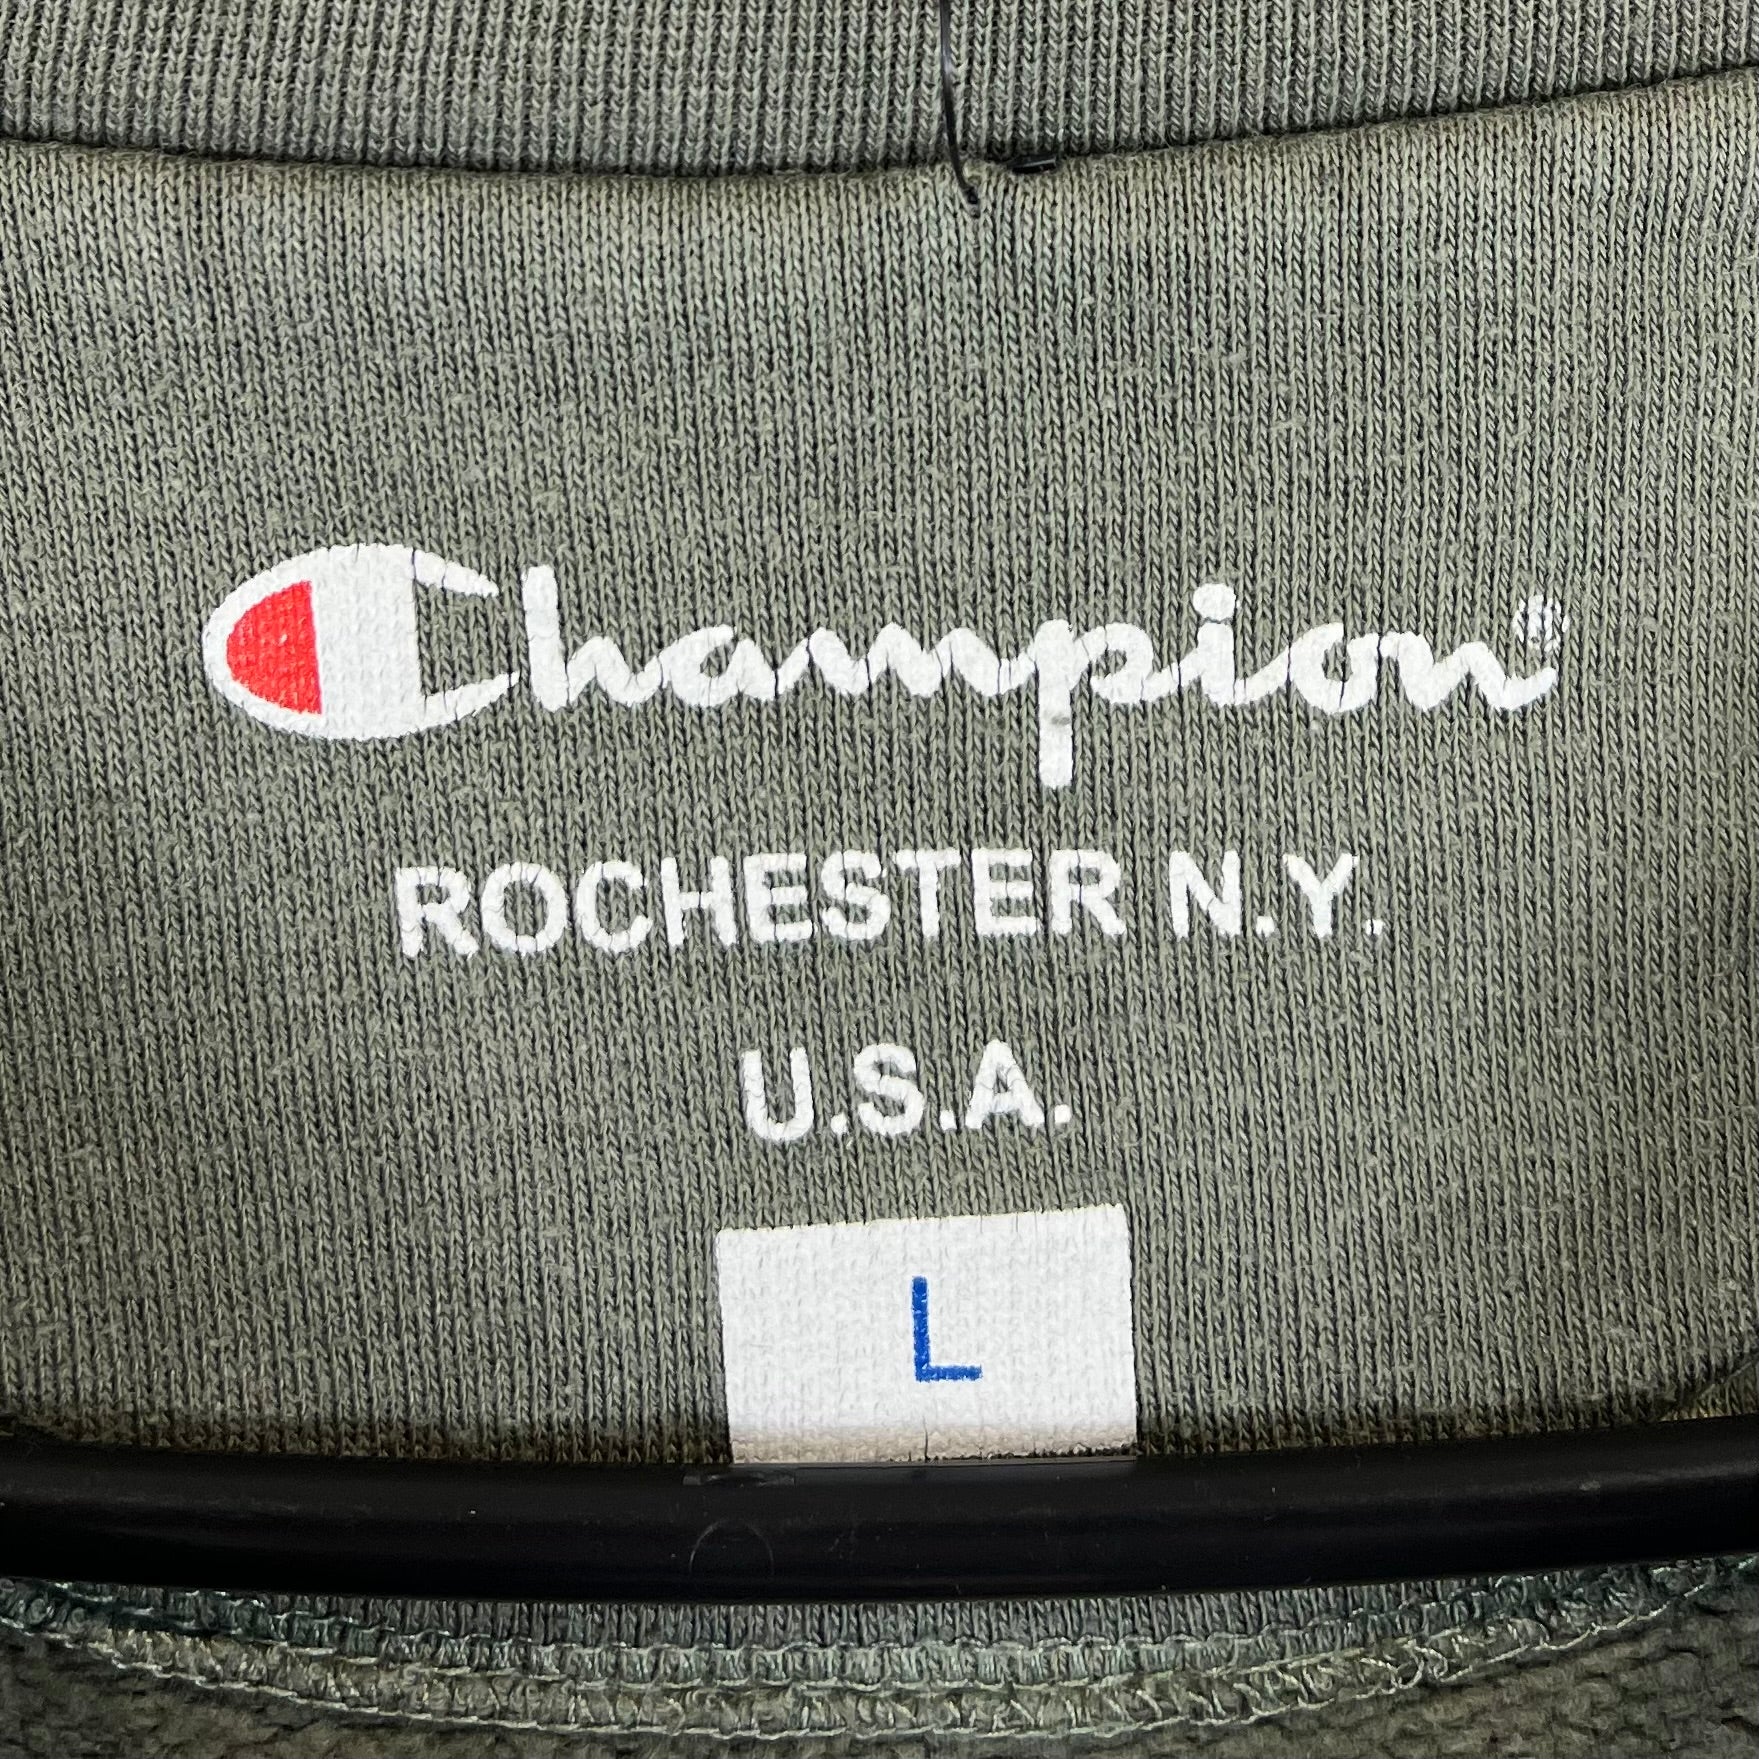 Champion®
ROCHESTER N.Y.
U.S.A.
L